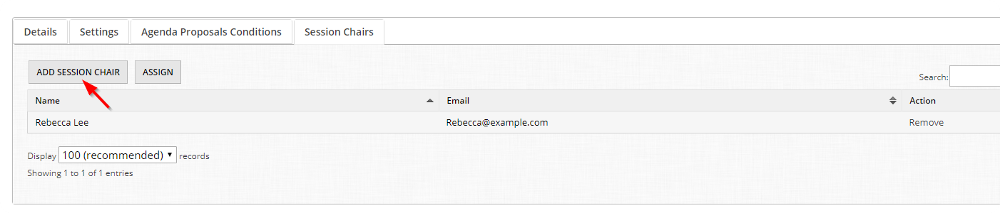 Details Settings Agenda Proposals Conditions Session Chairs
ADD SESSION CHAIR ASSIGN
Search:
Name Email Action
Rebecca Lee Rebecca@example.com Remove
Display 100 (recommended) records
Showing 1 to 1 of 1 entries